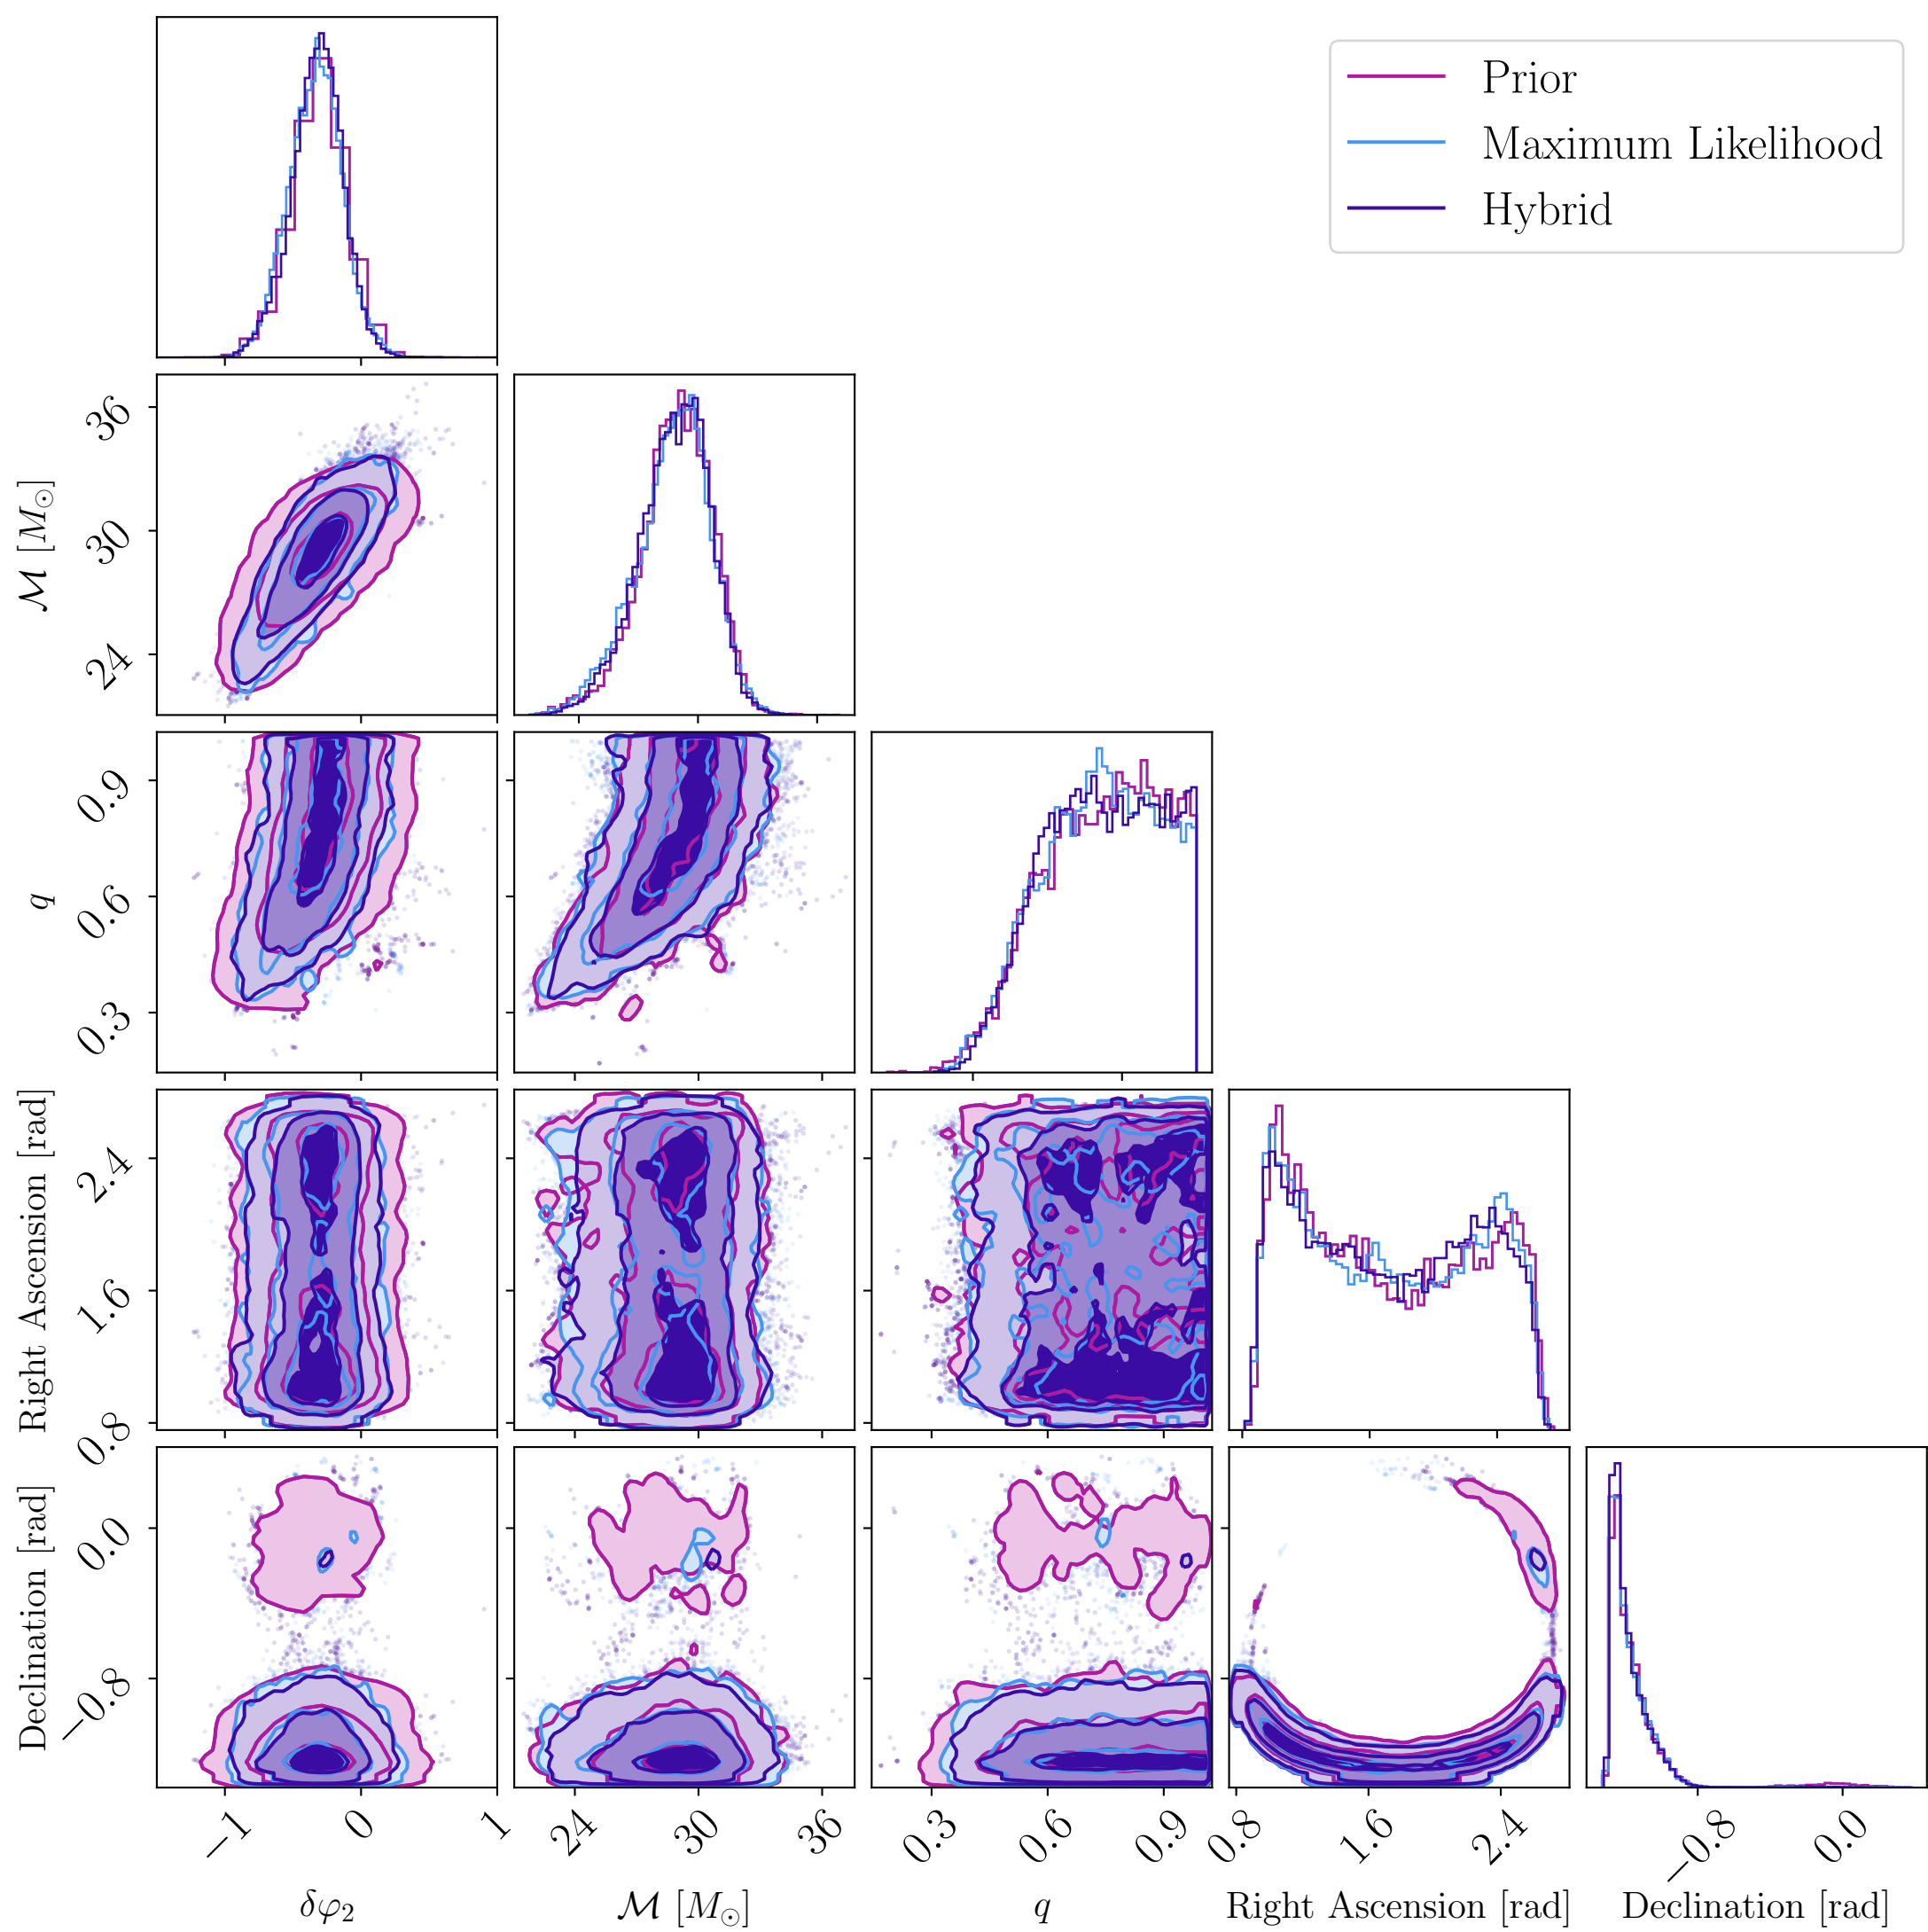 Prior
Maximum Likelihood
Hybrid
36
30
24
ℳ [M⊙]
0.9
0.6
0.3
q
2.4
1.6
0.8
Right Ascension [rad]
0.0
−0.8
Declination [rad]
−1 0 1 24 30 36 0.3 0.6 0.9 0.8 1.6 2.4 −0.8 0.0
δφ₂ ℳ [M⊙] q Right Ascension [rad] Declination [rad]